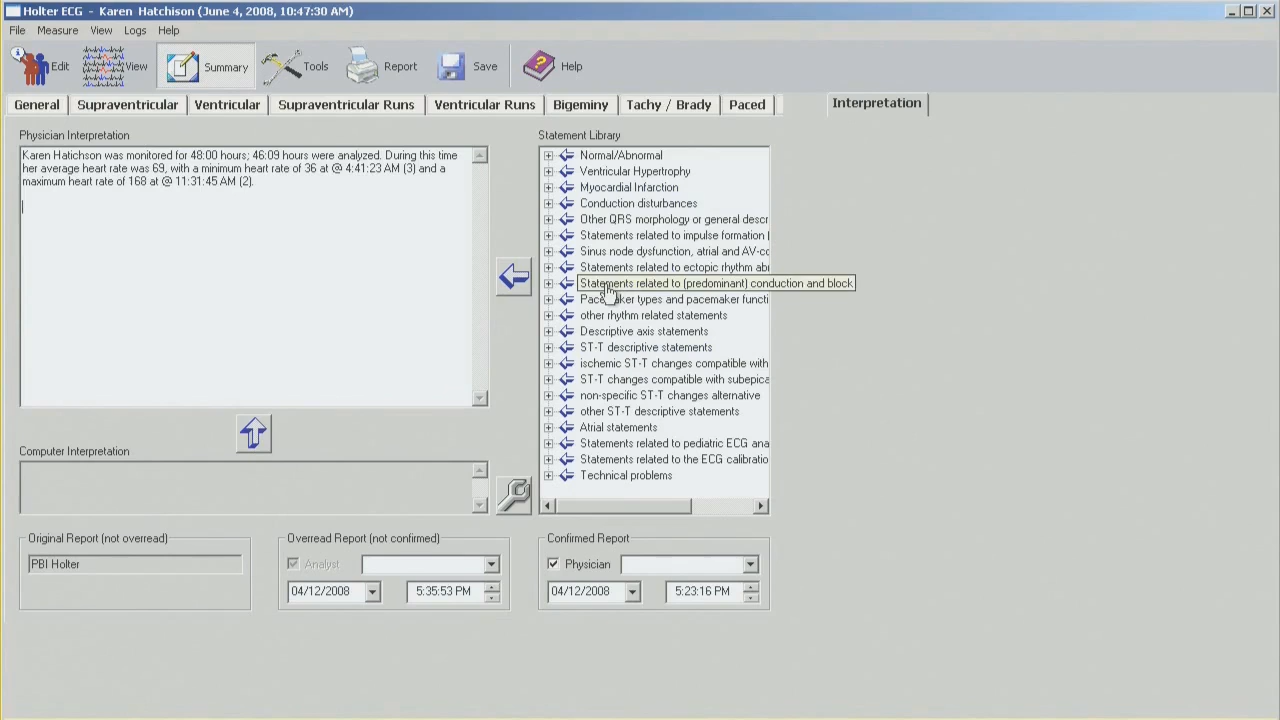 Holter ECG - Karen Hatchison (June 4, 2008, 10:47:30 AM)
File Measure View Logs Help
Edit View Summary Tools Report Save Help
General Supraventricular Ventricular Supraventricular Runs Ventricular Runs Bigeminy Tachy / Brady Paced Interpretation
Physician Interpretation
Karen Hatichson was monitored for 48:00 hours; 46:09 hours were analyzed. During this time
her average heart rate was 69, with a minimum heart rate of 36 at @ 4:41:23 AM (3) and a
maximum heart rate of 168 at @ 11:31:45 AM (2).
Statement Library
Normal/Abnormal
Ventricular Hypertrophy
Myocardial Infarction
Conduction disturbances
Other QRS morphology or general descr
Statements related to impulse formation (
Sinus node dysfunction, atrial and AV-co
Statements related to ectopic rhythm abr
Statements related to (predominant) conduction and block
Pacemaker types and pacemaker functi
other rhythm related statements
Descriptive axis statements
ST-T descriptive statements
ischemic ST-T changes compatible with
ST-T changes compatible with subepica
non-specific ST-T changes alternative
other ST-T descriptive statements
Atrial statements
Statements related to pediatric ECG ana
Statements related to the ECG calibratio
Technical problems
Computer Interpretation
Original Report (not overread)
PBI Holter
Overread Report (not confirmed)
Analyst
04/12/2008 5:35:53 PM
Confirmed Report
Physician
04/12/2008 5:23:16 PM